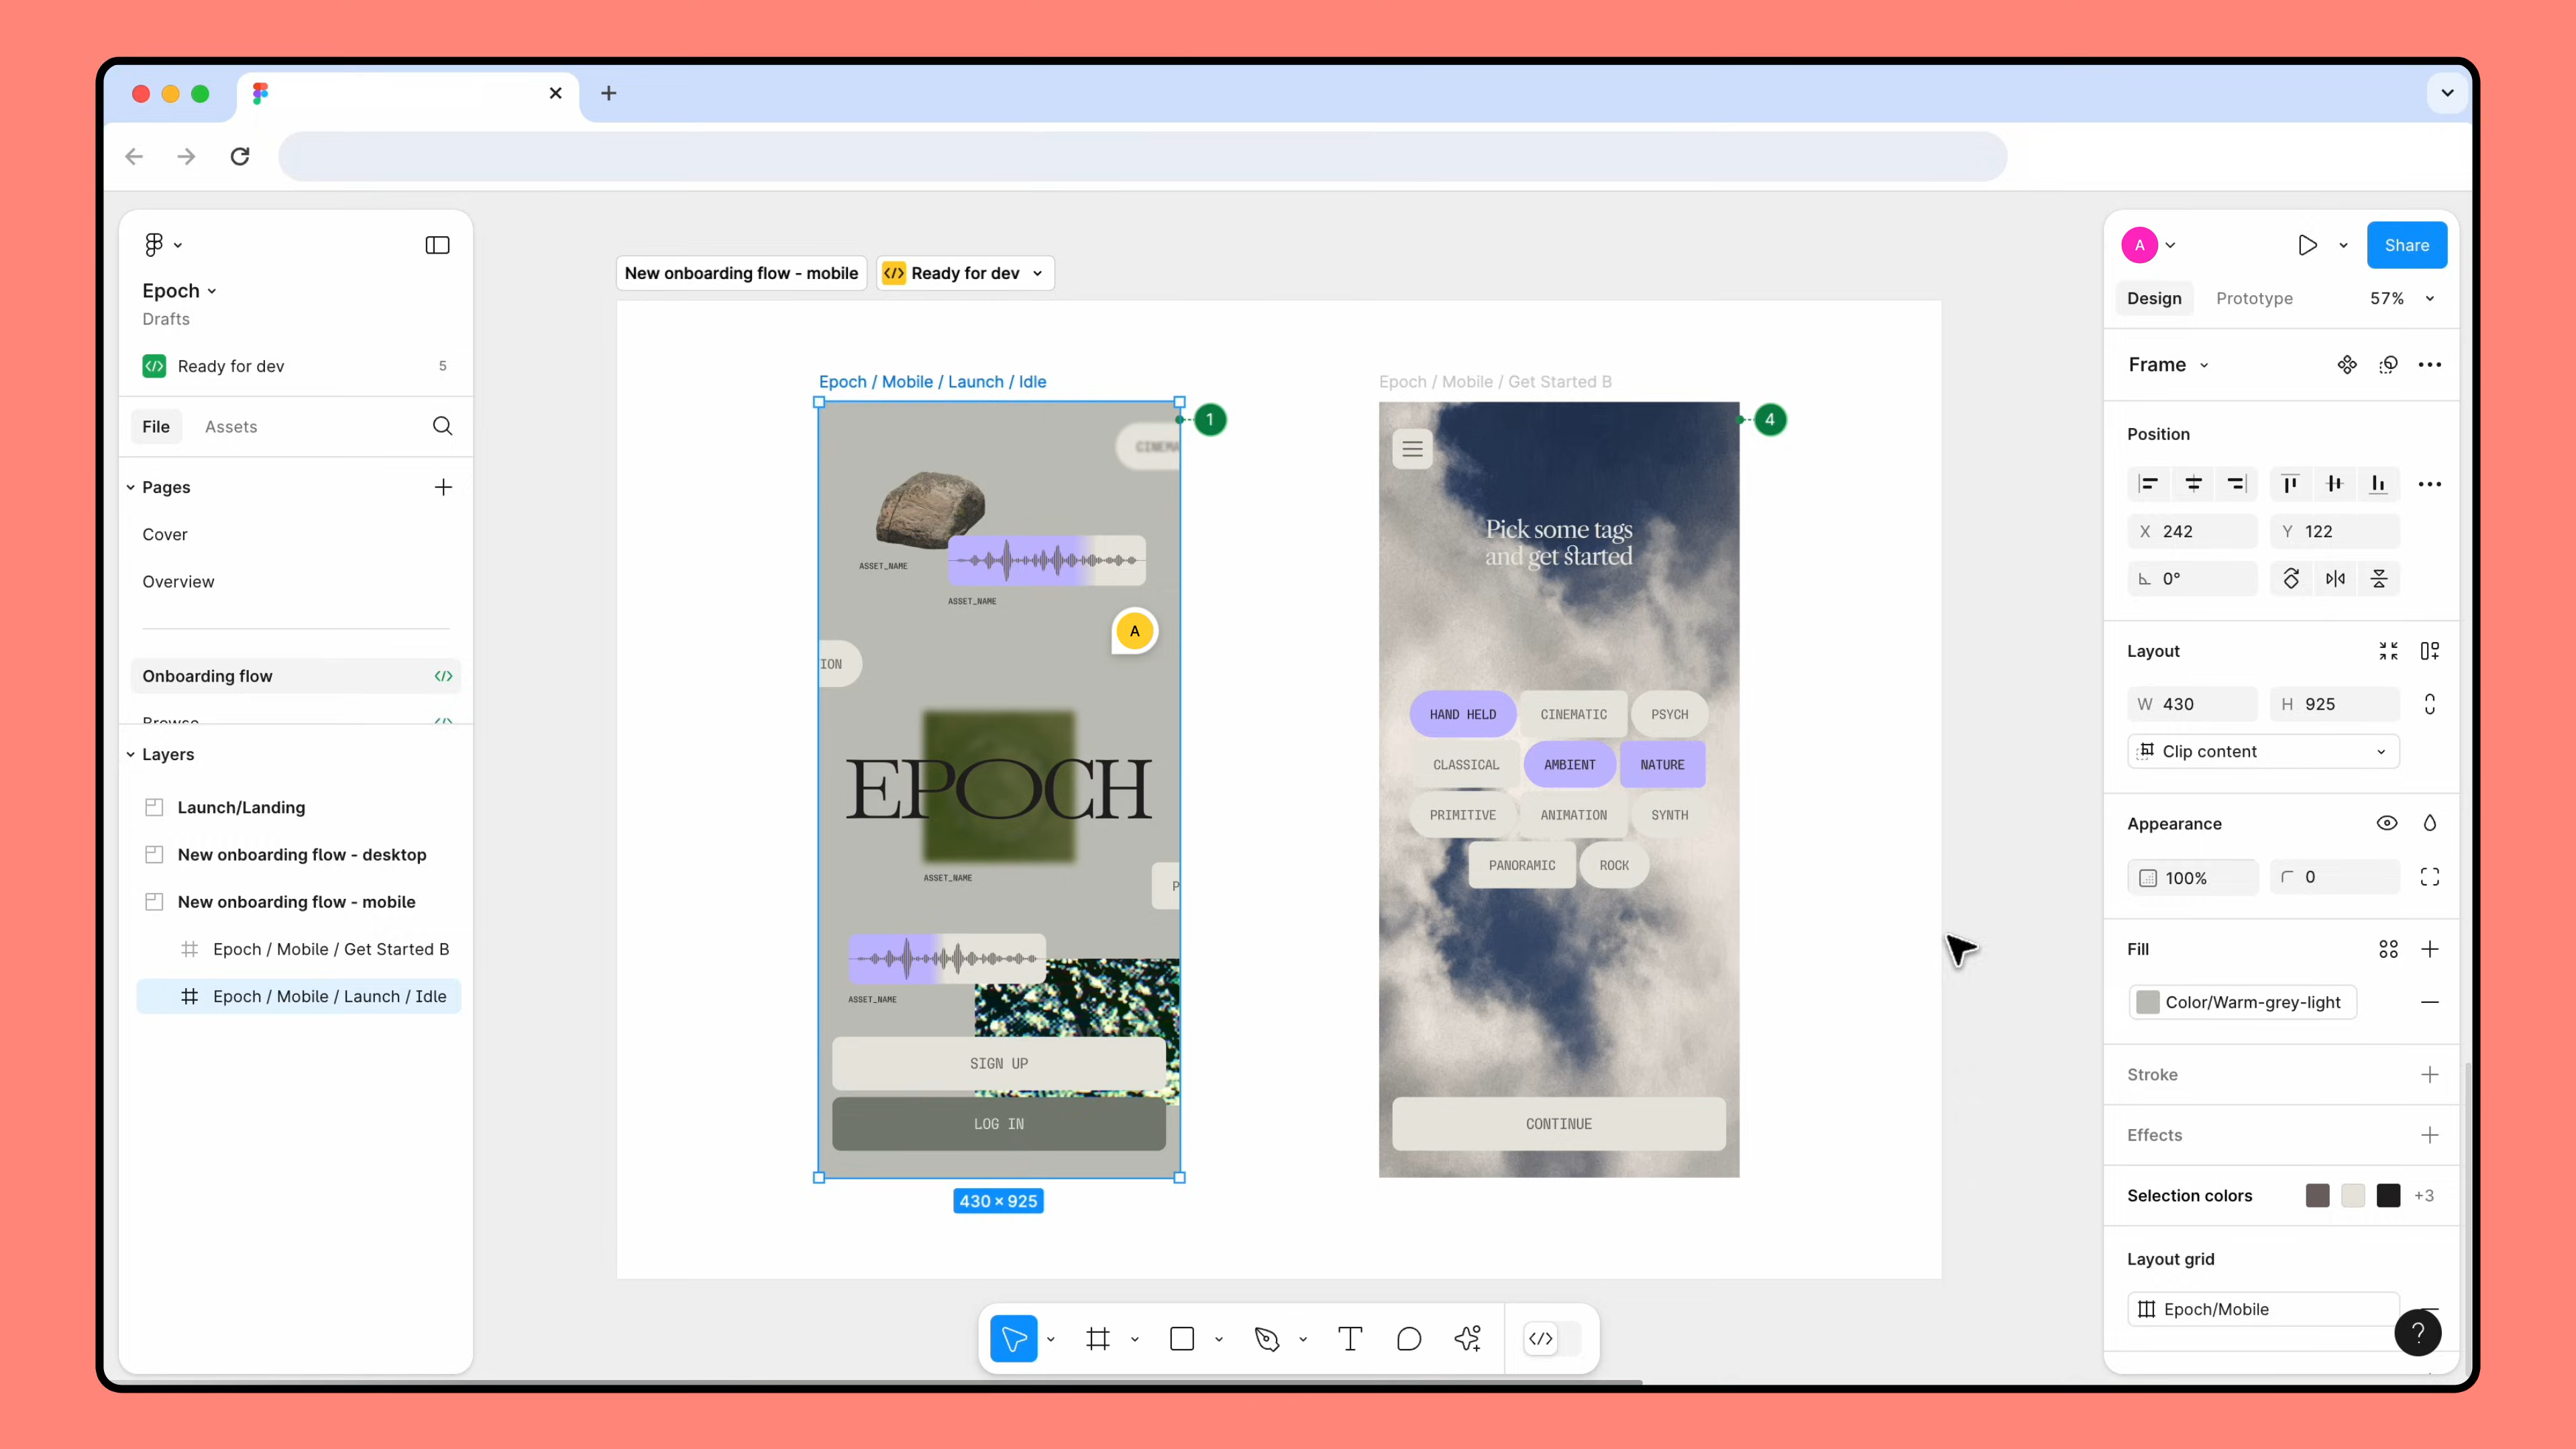 Epoch
Drafts
Ready for dev 5
File Assets
Pages
Cover
Overview
Onboarding flow
Browse
Layers
Launch/Landing
New onboarding flow - desktop
New onboarding flow - mobile
Epoch / Mobile / Get Started B
Epoch / Mobile / Launch / Idle
New onboarding flow - mobile
Ready for dev
Epoch / Mobile / Launch / Idle
1
CINEMA
ASSET_NAME
ASSET_NAME
A
ION
EPOCH
ASSET_NAME
P
ASSET_NAME
SIGN UP
LOG IN
430 × 925
Epoch / Mobile / Get Started B
4
Pick some tags
and get started
HAND HELD CINEMATIC PSYCH
CLASSICAL AMBIENT NATURE
PRIMITIVE ANIMATION SYNTH
PANORAMIC ROCK
CONTINUE
A
Share
Design Prototype 57%
Frame
Position
X 242 Y 122
0°
Layout
W 430 H 925
Clip content
Appearance
100% 0
Fill
Color/Warm-grey-light
Stroke
Effects
Selection colors +3
Layout grid
Epoch/Mobile
?